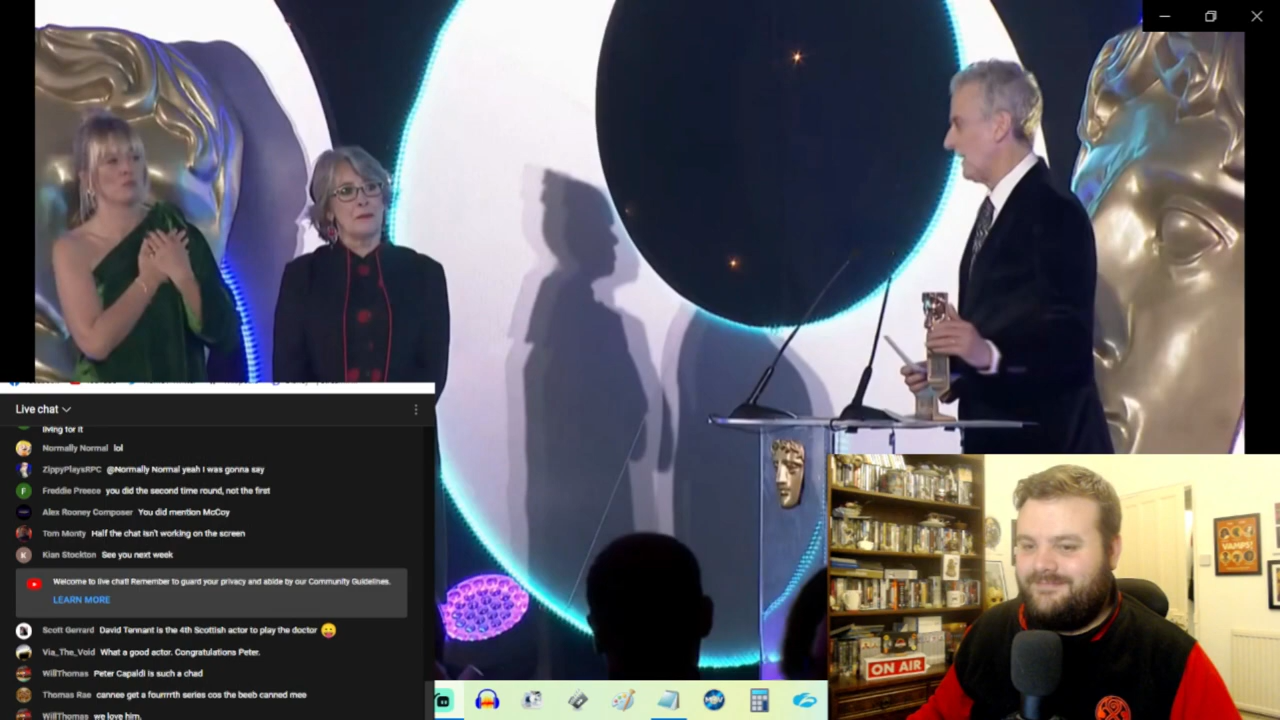 Live chat
living for it
Normally Normal lol
ZippyPlaysRPC @Normally Normal yeah I was gonna say
Freddie Preece you did the second time round, not the first
Alex Rooney Composer You did mention McCoy
Tom Monty Half the chat isn't working on the screen
Kian Stockton See you next week
Welcome to live chat! Remember to guard your privacy and abide by our Community Guidelines.
LEARN MORE
Scott Gerrard David Tennant is the 4th Scottish actor to play the doctor
Via_The_Void What a good actor. Congratulations Peter.
WillThomas Peter Capaldi is such a chad
Thomas Rae cannee get a fourrrrth series cos the beeb canned mee
WillThomas we love him.
VAMPS!
ON AIR